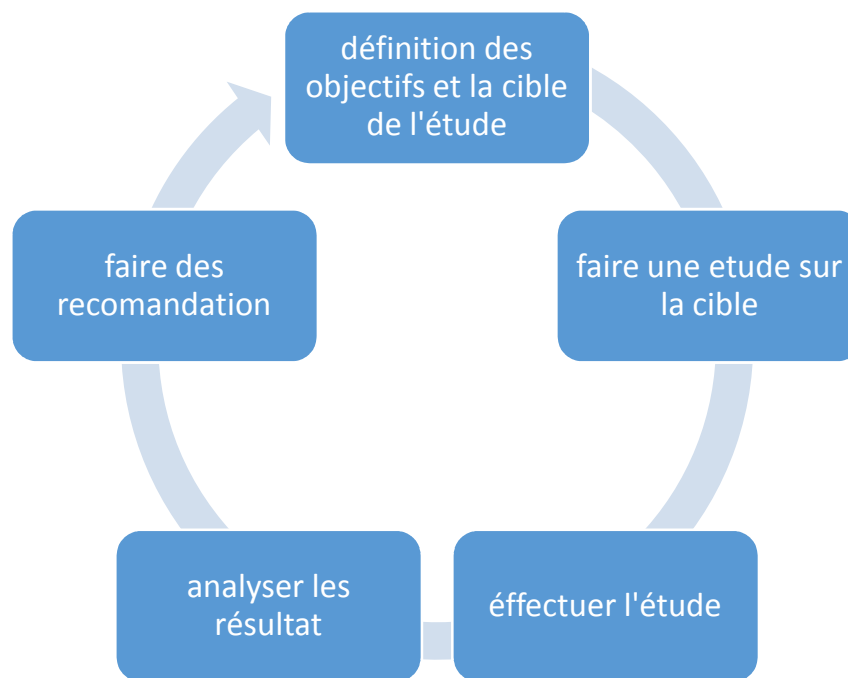 définition des
objectifs et la cible
de l'étude
faire une etude sur
la cible
éffectuer l'étude
analyser les
résultat
faire des
recomandation